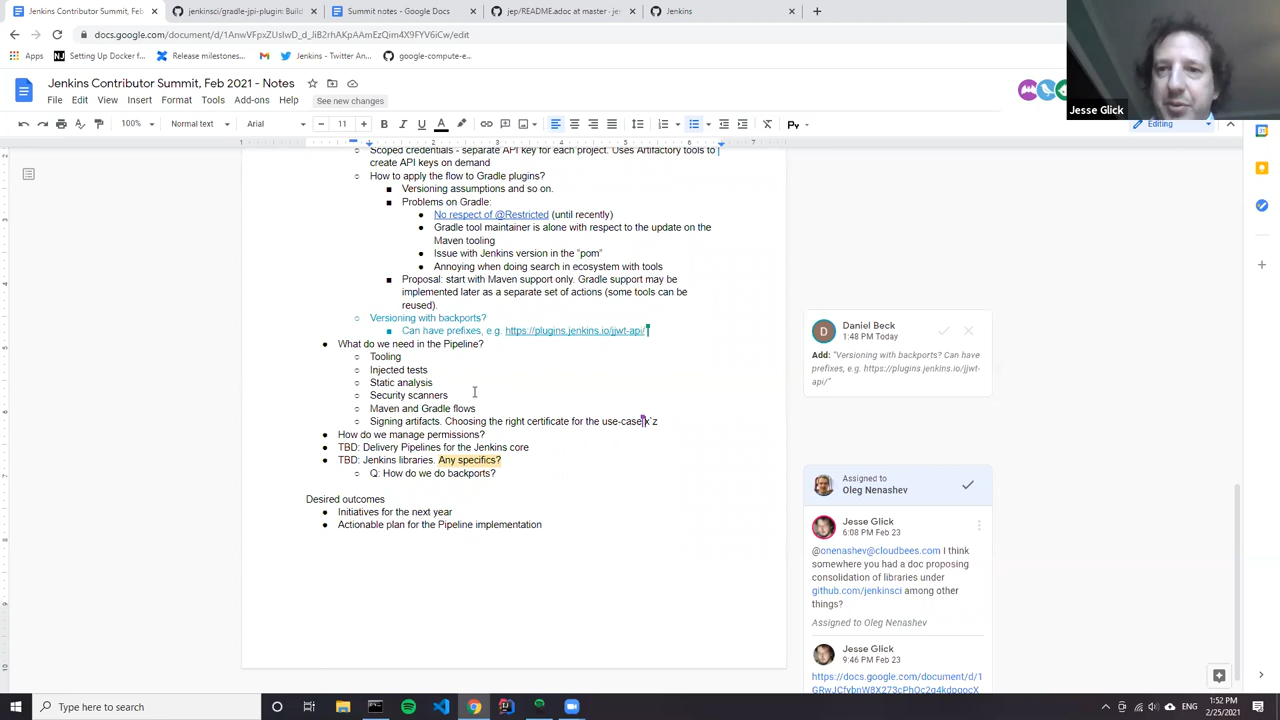 Jenkins Contributor Summit, Feb
jenkinsci/gradle-jpi-plugin: Build
Summit notes - Google Docs
jep/README.adoc at master · je
Jenkins
docs.google.com/document/d/
/edit
Apps
Setting Up Docker f...
Release milestones...
Twitter
Jenkins - Twitter An...
google-compute-e...
Jenkins Contributor Summit, Feb 2021 - Notes
File Edit View Insert Format Tools Add-ons Help See new changes
Jesse Glick
100% Normal text Arial 11 Editing
Scoped credentials - separate API key for each project. Uses Artifactory tools to
create API keys on demand
How to apply the flow to Gradle plugins?
Versioning assumptions and so on.
Problems on Gradle:
No respect of @Restricted (until recently)
Gradle tool maintainer is alone with respect to the update on the
Maven tooling
Issue with Jenkins version in the "pom"
Annoying when doing search in ecosystem with tools
Proposal: start with Maven support only. Gradle support may be
implemented later as a separate set of actions (some tools can be
reused).
Versioning with backports?
Can have prefixes, e.g. https://plugins.jenkins.io/jjwt-api/
What do we need in the Pipeline?
Tooling
Injected tests
Static analysis
Security scanners
Maven and Gradle flows
Signing artifacts. Choosing the right certificate for the use-case k`z
How do we manage permissions?
TBD: Delivery Pipelines for the Jenkins core
TBD: Jenkins libraries. Any specifics?
Q: How do we do backports?
Desired outcomes
Initiatives for the next year
Actionable plan for the Pipeline implementation
D
Daniel Beck
1:48 PM Today
Add: "Versioning with backports? Can have
prefixes, e.g. https://plugins.jenkins.io/jjwt-
api/"
Assigned to
Oleg Nenashev
Jesse Glick
6:08 PM Feb 23
@onenashev@cloudbees.com I think
somewhere you had a doc proposing
consolidation of libraries under
github.com/jenkinsci among other
things?
Assigned to Oleg Nenashev
Jesse Glick
9:46 PM Feb 23
https://docs.google.com/document/d/1
Type here to search
1:52 PM
2/25/2021